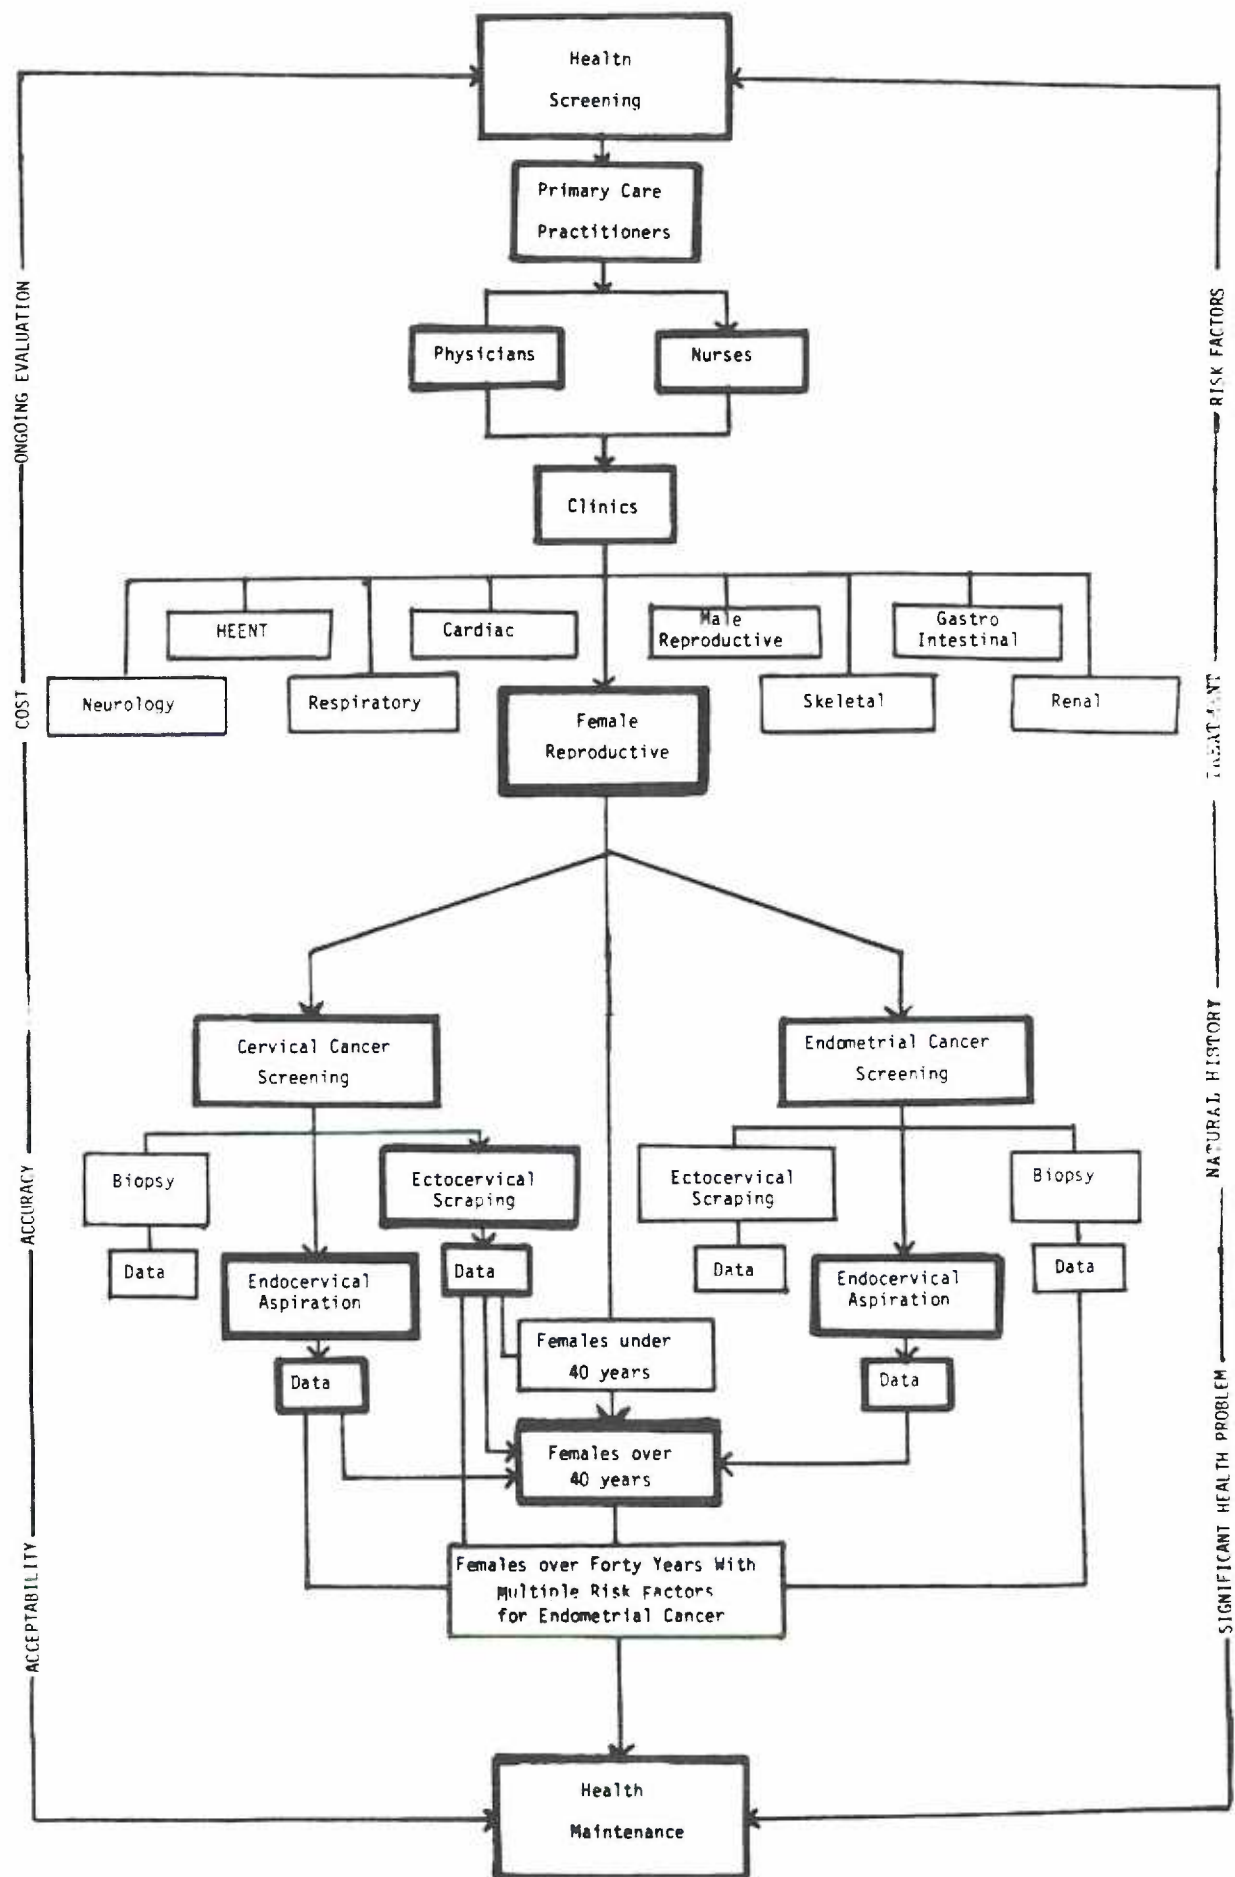 Health
Screening
Primary Care
Practitioners
Physicians
Nurses
Clinics
HEENT
Cardiac
Male
Reproductive
Gastro
Intestinal
Neurology
Respiratory
Female
Reproductive
Skeletal
Renal
Cervical Cancer
Screening
Endometrial Cancer
Screening
Biopsy
Ectocervical
Scraping
Ectocervical
Scraping
Biopsy
Data
Endocervical
Aspiration
Data
Data
Endocervical
Aspiration
Data
Females under
40 years
Data
Data
Females over
40 years
Females over Forty Years With
Multiple Risk Factors
for Endometrial Cancer
Health
Maintenance
ONGOING EVALUATION
COST
ACCURACY
ACCEPTABILITY
RISK FACTORS
TREATMENT
NATURAL HISTORY
SIGNIFICANT HEALTH PROBLEM